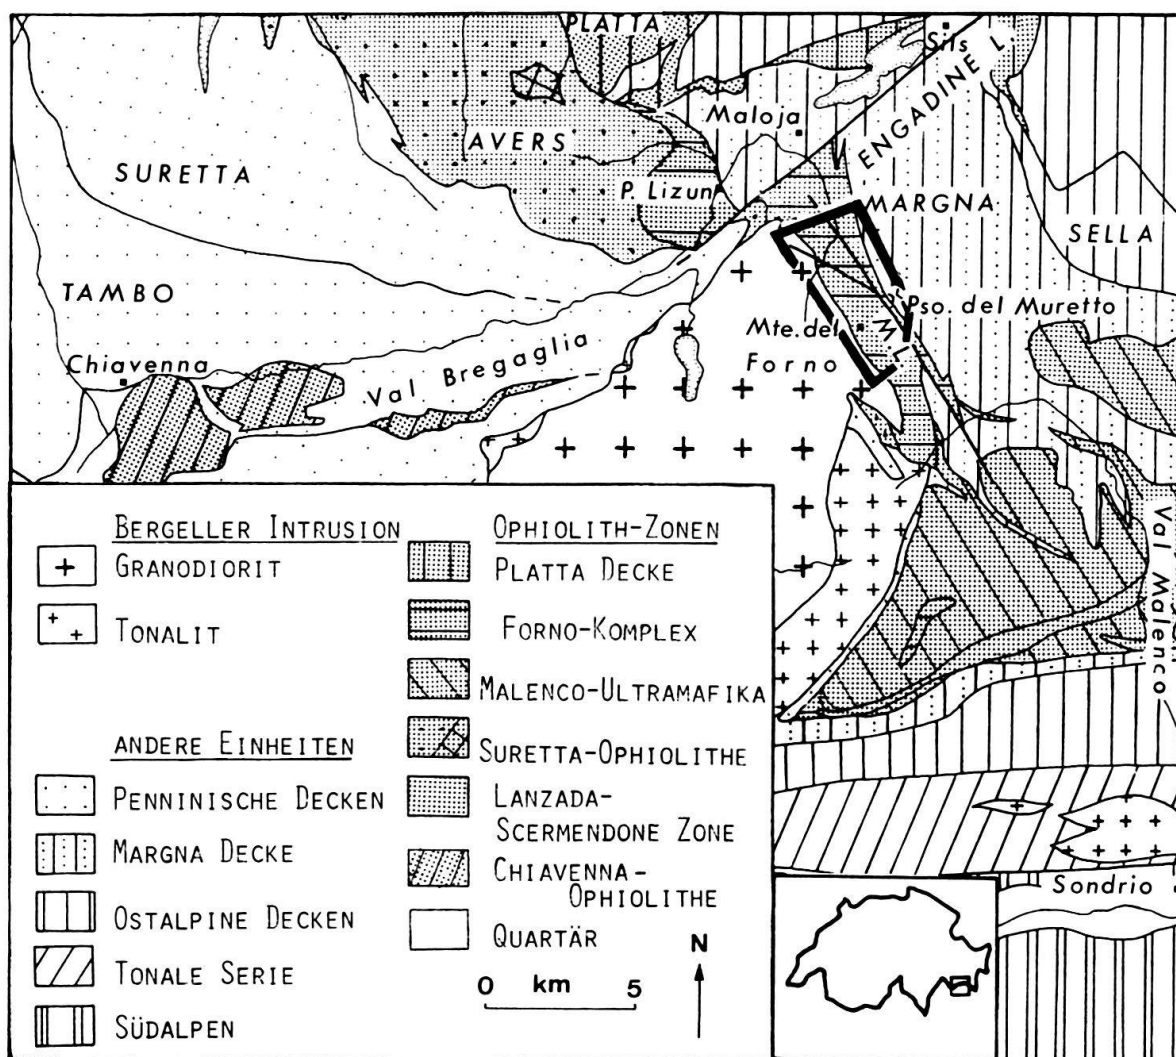 PLATTA
Sils
ENGADINE L.
Maloja
AVERS
SURETTA
P. Lizun
MARGNA
SELLA
TAMBO
Pso. del Muretto
Mte. del
Forno
M. L.
Chiavenna
Val Bregaglia
Val Malenco
Sondrio
BERGELLER INTRUSION
GRANODIORIT
TONALIT
ANDERE EINHEITEN
PENNINISCHE DECKEN
MARGNA DECKE
OSTALPINE DECKEN
TONALE SERIE
SÜDALPEN
OPHIOLITH-ZONEN
PLATTA DECKE
FORNO-KOMPLEX
MALENCO-ULTRAMAFIKA
SURETTA-OPHIOLITHE
LANZADA-
SCERMENDONE ZONE
CHIAVENNA-
OPHIOLITHE
QUARTÄR
N
0 km 5